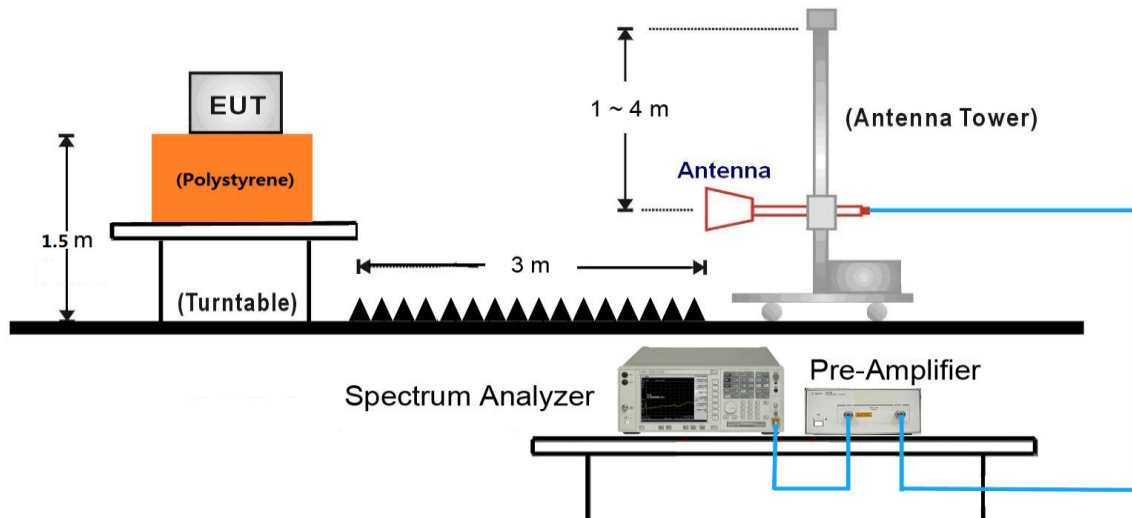 EUT
(Polystyrene)
1.5 m
(Turntable)
3 m
1 ~ 4 m
Antenna
(Antenna Tower)
Spectrum Analyzer
Pre-Amplifier